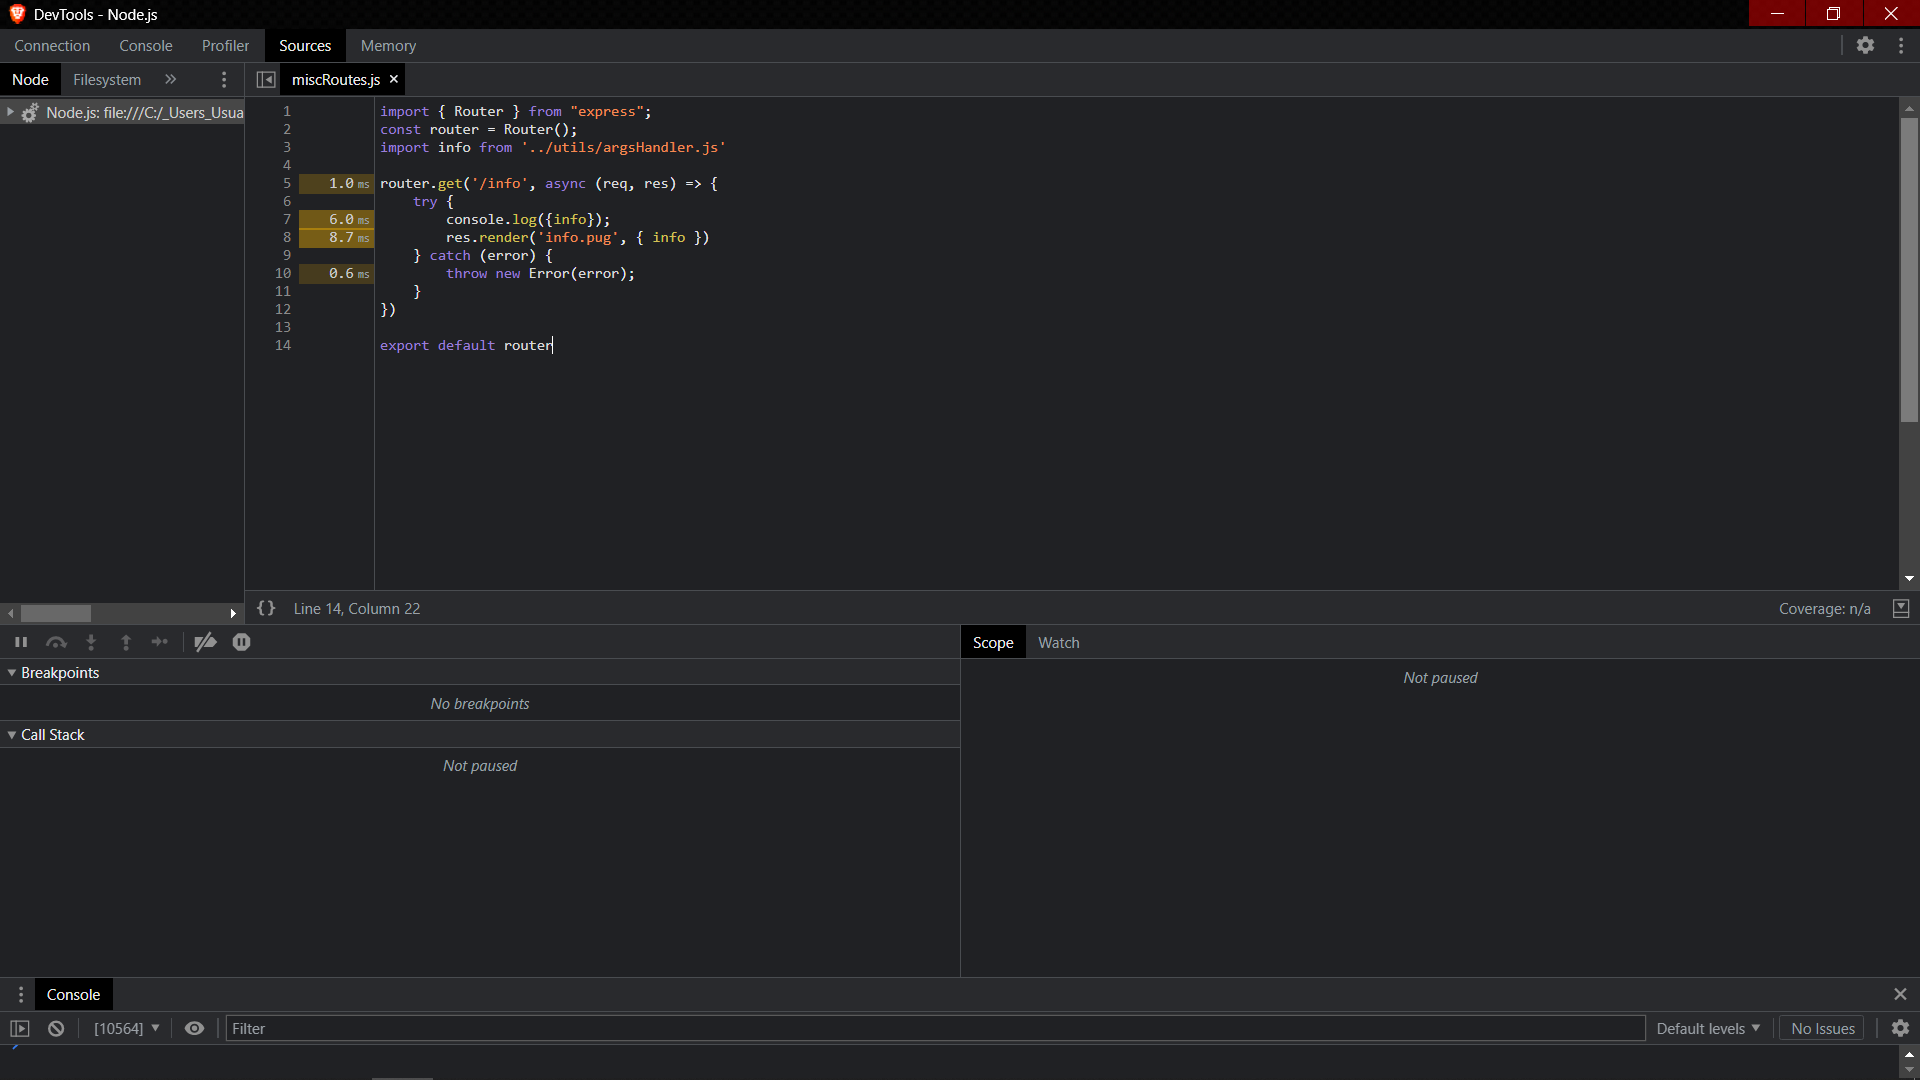 DevTools - Node.js
Connection Console Profiler Sources Memory
Node Filesystem » miscRoutes.js ×
Node.js: file:///C:/_Users_Usua
1 import { Router } from "express";
2 const router = Router();
3 import info from '../utils/argsHandler.js'
4
5 1.0 ms router.get('/info', async (req, res) => {
6 try {
7 6.0 ms console.log({info});
8 8.7 ms res.render('info.pug', { info })
9 } catch (error) {
10 0.6 ms throw new Error(error);
11 }
12 })
13
14 export default router
{} Line 14, Column 22 Coverage: n/a
Scope Watch
Breakpoints
No breakpoints
Call Stack
Not paused
Not paused
Console
[10564] Filter Default levels No Issues